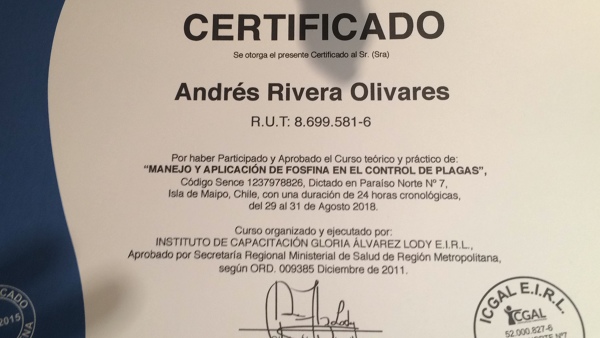 CERTIFICADO
Se otorga el presente Certificado al Sr. (Sra)
Andrés Rivera Olivares
R.U.T: 8.699.581-6
Por haber Participado y Aprobado el Curso teórico y práctico de:
“MANEJO Y APLICACIÓN DE FOSFINA EN EL CONTROL DE PLAGAS”,
Código Sence 1237978826, Dictado en Paraíso Norte Nº 7,
Isla de Maipo, Chile, con una duración de 24 horas cronológicas,
del 29 al 31 de Agosto 2018.
Curso organizado y ejecutado por:
INSTITUTO DE CAPACITACIÓN GLORIA ÁLVAREZ LODY E.I.R.L.,
Aprobado por Secretaría Regional Ministerial de Salud de Región Metropolitana,
según ORD. 009385 Diciembre de 2011.
ICGAL E.I.R.L.
ICGAL
52.000.827-6
2015